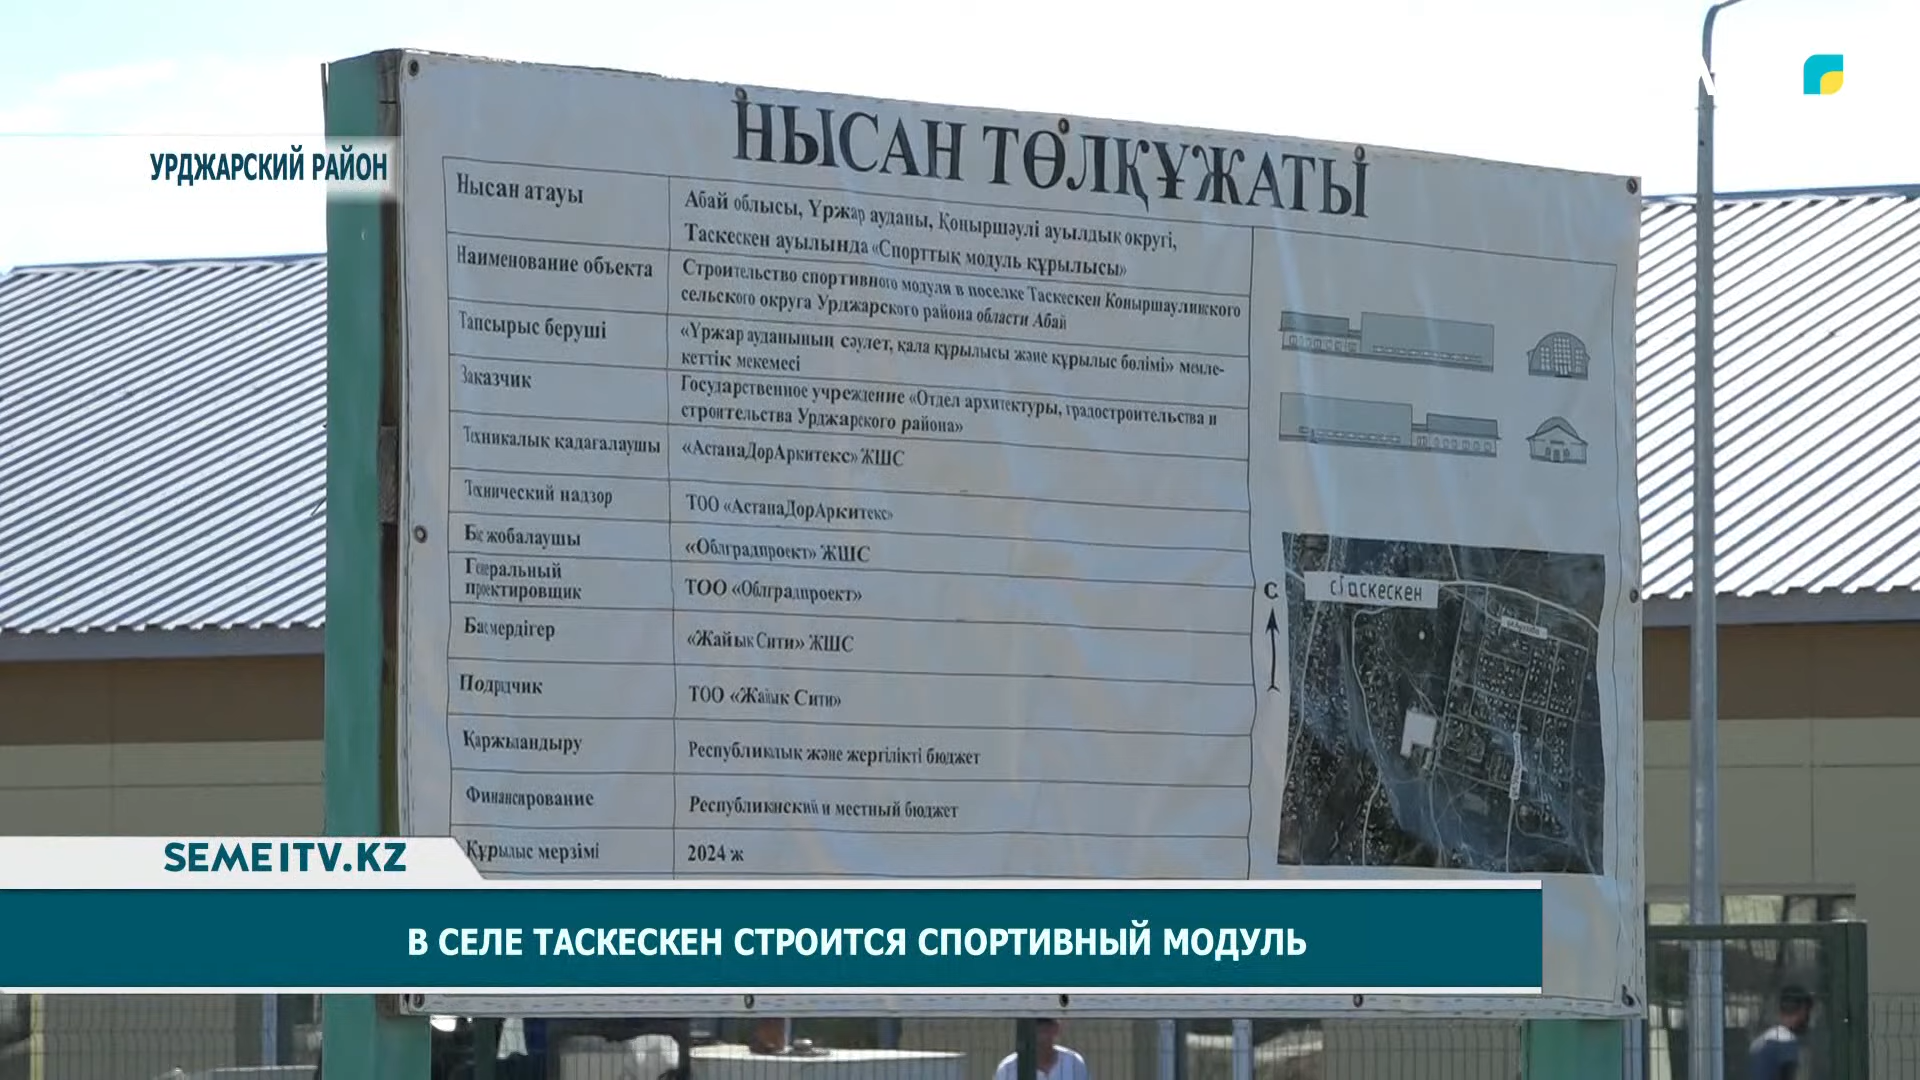 УРДЖАРСКИЙ РАЙОН
НЫСАН ТӨЛҚҰЖАТЫ
Нысан атауы
Абай облысы, Үржар ауданы, Қоңыршәулі ауылдық округі,
Таскескен ауылында «Спорттық модуль құрылысы»
Наименование объекта
Строительство спортивного модуля в поселке Таскескен Коныршаулинского
сельского округа Урджарского района области Абай
Тапсырыс беруші
«Үржар ауданының сәулет, қала құрылысы және құрылыс бөлімі» мемле-
кеттік мекемесі
Заказчик
Государственное учреждение «Отдел архитектуры, градостроительства и
строительства Урджарского района»
Техникалық қадағалаушы
«АстанаДорАркитекс» ЖШС
Технический надзор
ТОО «АстанаДорАркитекс»
Бас жобалаушы
«Облградпроект» ЖШС
Генеральный
проектировщик
ТОО «Облградпроект»
Бас мердігер
«Жайык Сити» ЖШС
Подрядчик
ТОО «Жайык Сити»
Қаржыландыру
Республикалық және жергілікті бюджет
Финансирование
Республиканский и местный бюджет
Құрылыс мерзімі
2024 ж
С
с Таскескен
SEMEITV.KZ
В СЕЛЕ ТАСКЕСКЕН СТРОИТСЯ СПОРТИВНЫЙ МОДУЛЬ